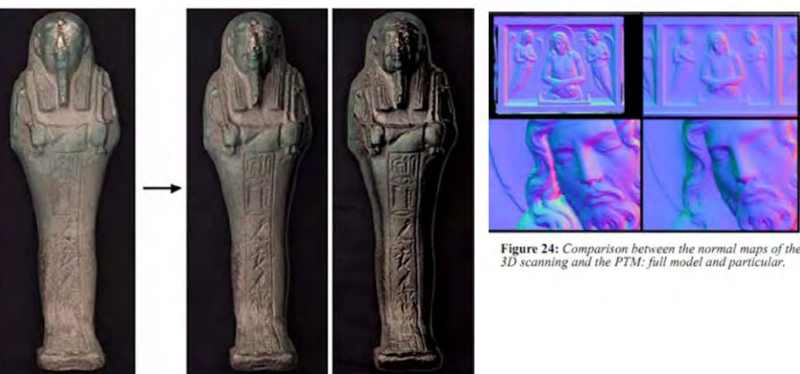 Figure 24: Comparison between the normal maps of the
3D scanning and the PTM: full model and particular.